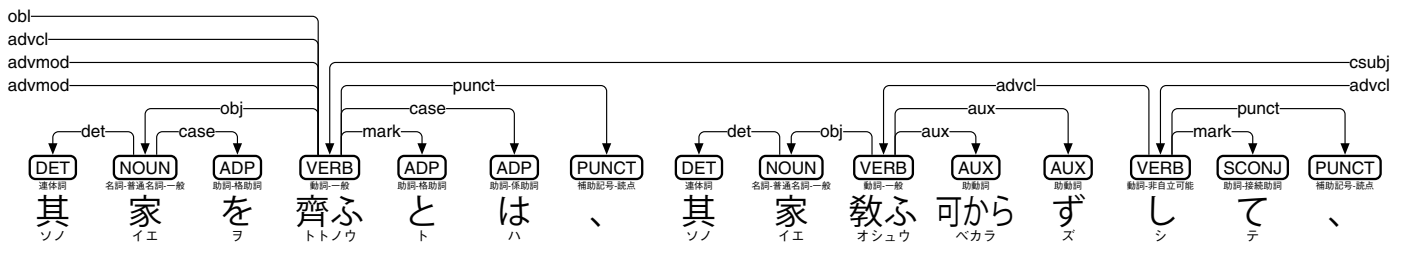 obl
advcl
advmod csubj
advmod punct advcl advcl
obj case aux punct
det case mark det obj aux mark
DET NOUN ADP VERB ADP ADP PUNCT DET NOUN VERB AUX AUX VERB SCONJ PUNCT
連体詞 名詞-普通名詞-一般 助詞-格助詞 動詞-一般 助詞-格助詞 助詞-係助詞 補助記号-読点 連体詞 名詞-普通名詞-一般 動詞-一般 助動詞 助動詞 動詞-非自立可能 助詞-接続助詞 補助記号-読点
其 家 を 齊ふ と は 、 其 家 敎ふ 可から ず し て 、
ソノ イエ ヲ トトノウ ト ハ ソノ イエ オシュウ ベカラ ズ シ テ